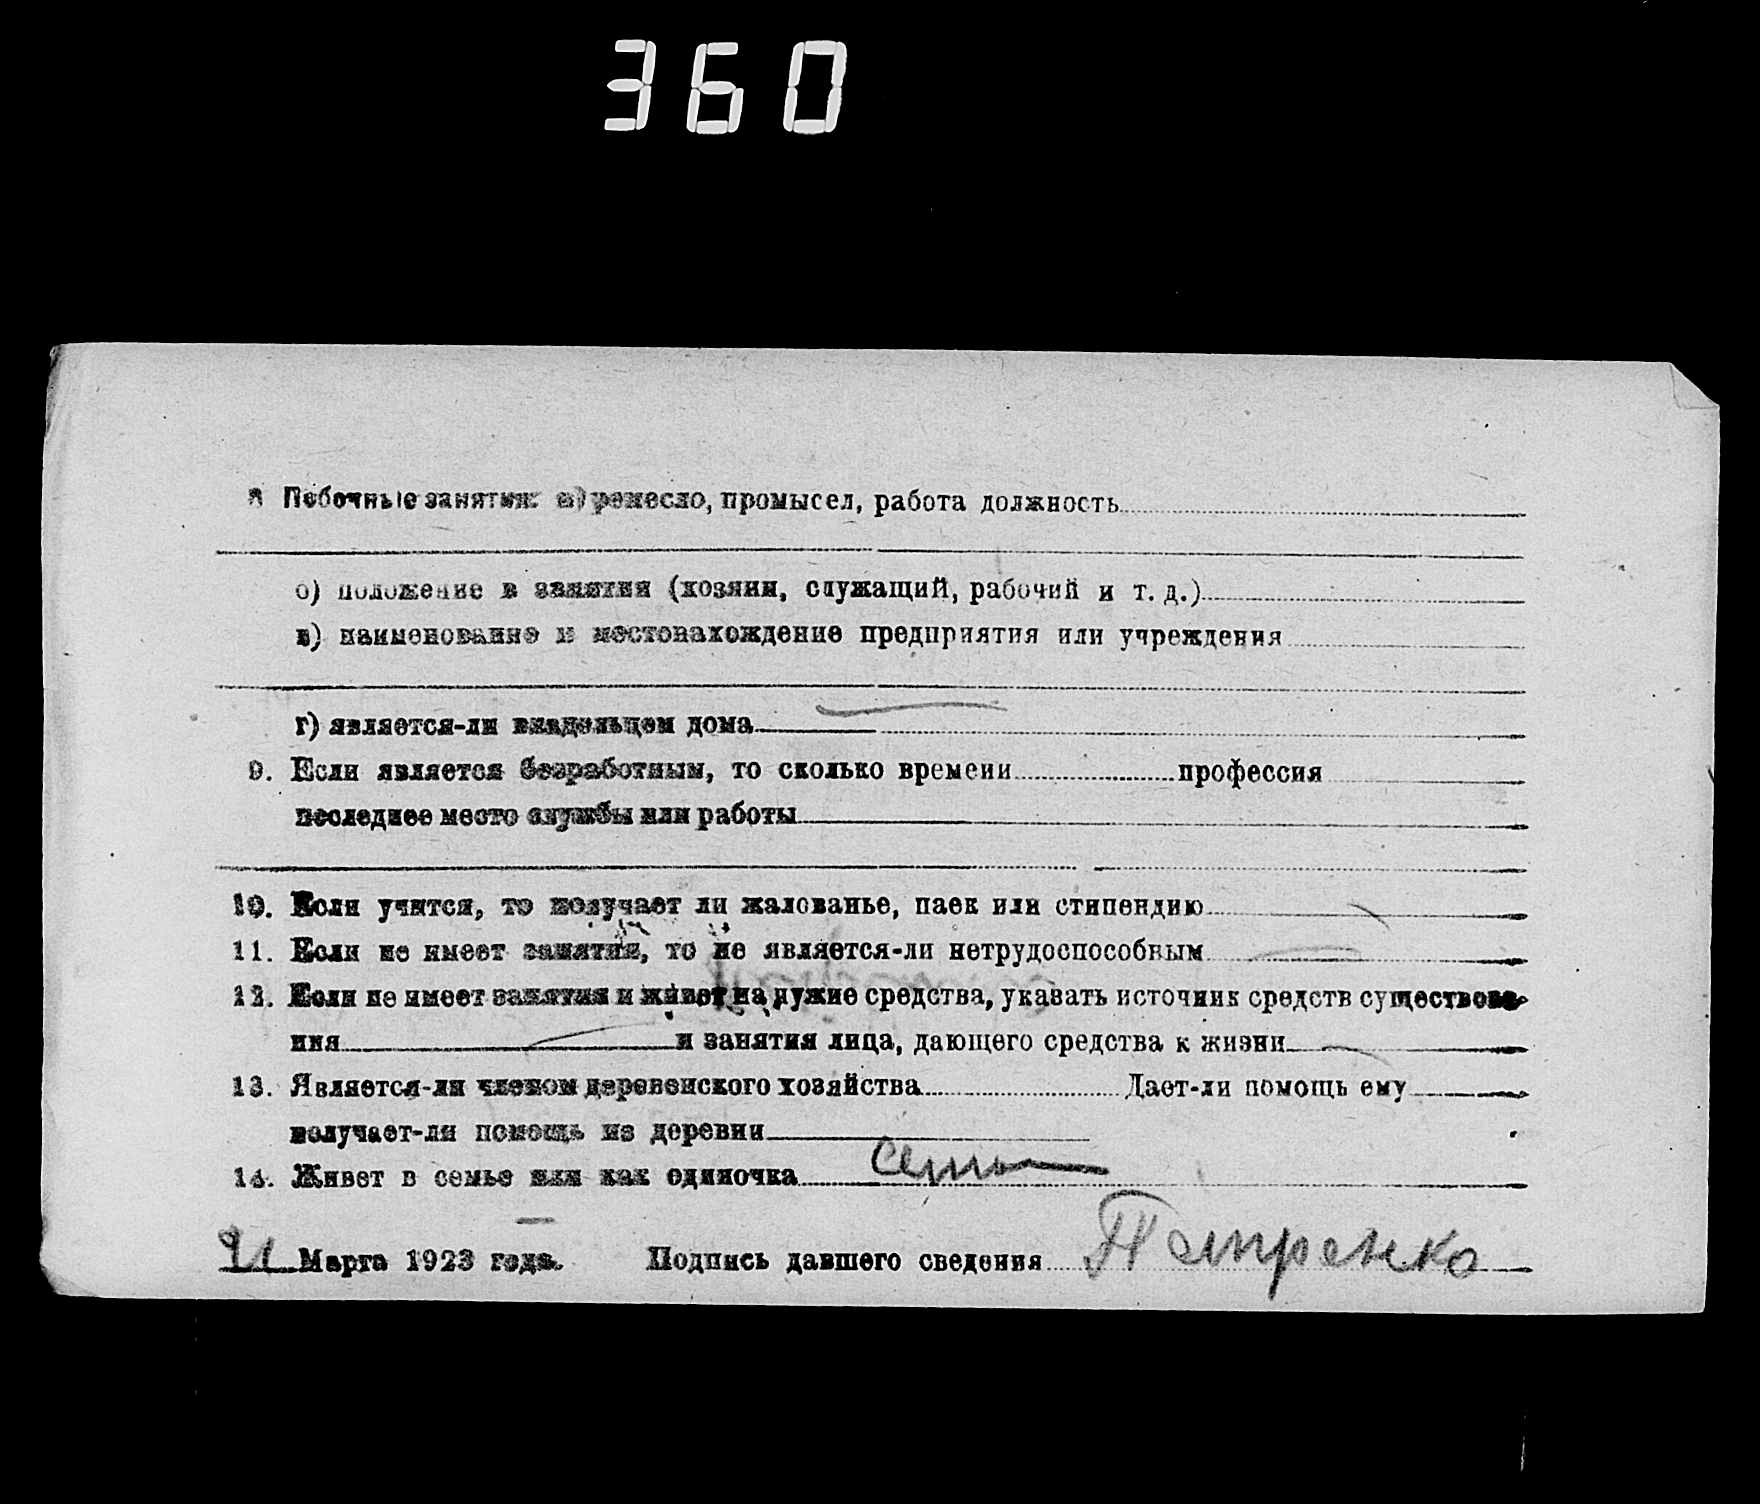 360
8 Побочные занятия: а) ремесло, промысел, работа должность
б) положение в занятии (хозяин, служащий, рабочий и т. д.)
в) наименование и местонахождение предприятия или учреждения
г) является-ли владельцем дома
9. Если является безработным, то сколько времени профессия
последнее место службы или работы
10. Если учится, то получает ли жалованье, паек или стипендию
11. Если не имеет занятия, то не является-ли нетрудоспособным
12. Если не имеет занятия и живет на чужие средства, указать источник средств существова-
ния и занятия лица, дающего средства к жизни
13. Является-ли членом деревенского хозяйства Дает-ли помощь ему
получает-ли помощь из деревни
14. Живет в семье или как одиночка
Марта 1923 года. Подпись давшего сведения Петренко